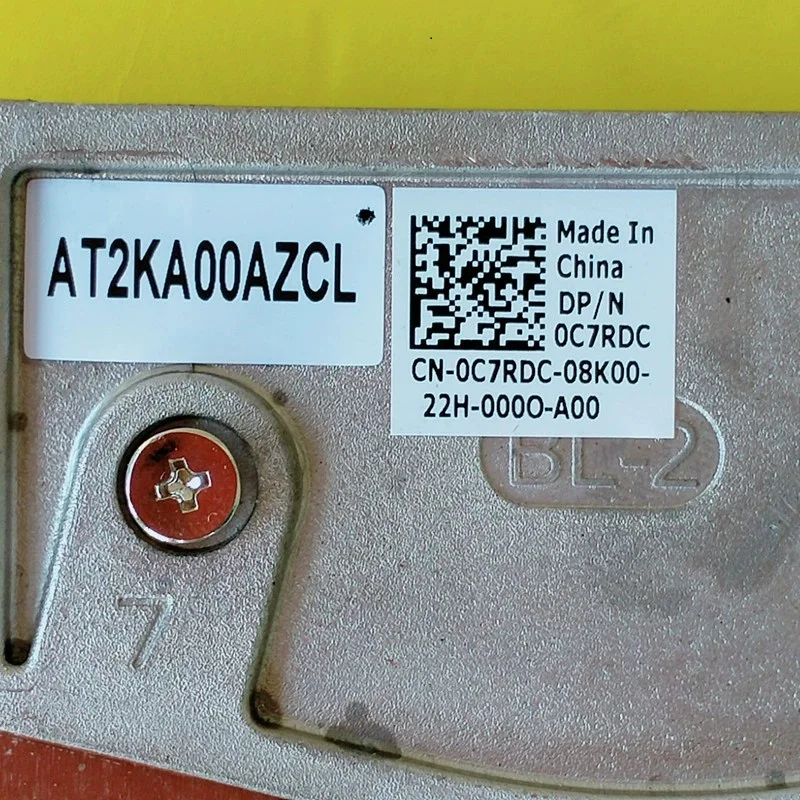 AT2KA00AZCL
Made In
China
DP/N
0C7RDC
CN-0C7RDC-08K00-
22H-000O-A00
BL-2
7